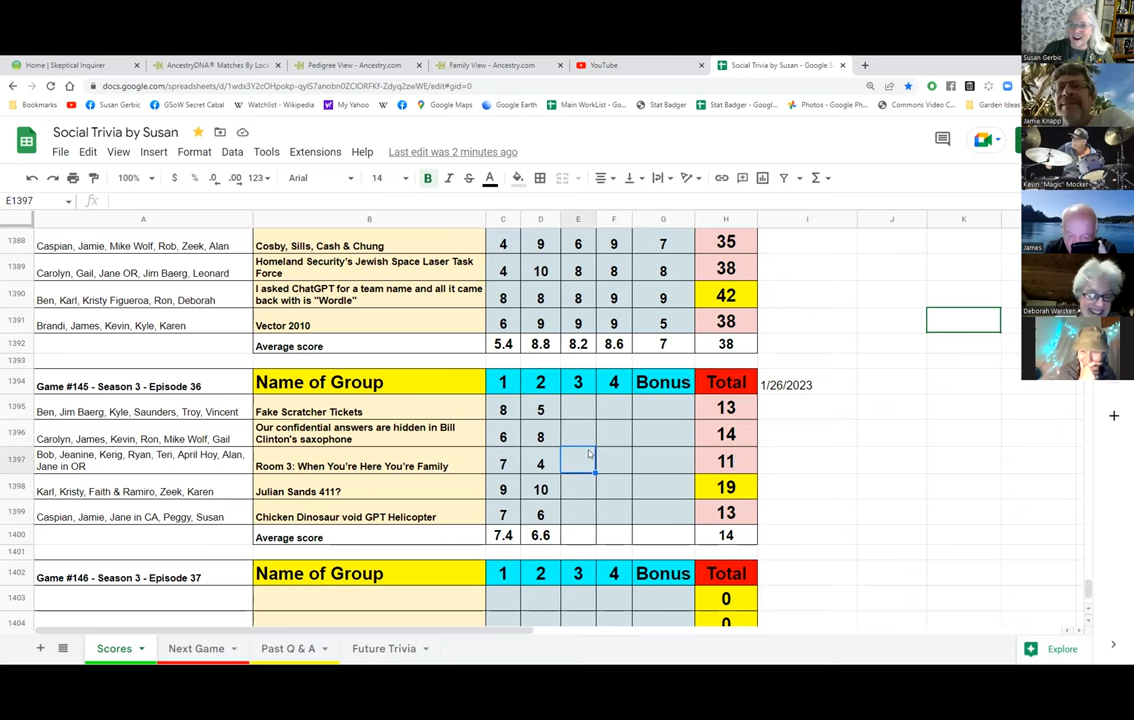 Home | Skeptical Inquirer
AncestryDNA® Matches By Loc
Pedigree View - Ancestry.com
Family View - Ancestry.com
YouTube
Social Trivia by Susan - Google S
docs.google.com/spreadsheets/d/
/edit#gid=0
Bookmarks
Susan Gerbic
GSoW Secret Cabal
Watchlist - Wikipedia
My Yahoo
Google Maps
Google Earth
Main WorkList - Go...
Stat Badger
Stat Badger - Googl...
Photos - Google Ph...
Commons Video C...
Garden Ideas
Social Trivia by Susan
File Edit View Insert Format Data Tools Extensions Help Last edit was 2 minutes ago
100% $ % .0 .00 123 Arial 14 B I S A
E1397 fx
A B C D E F G H I J K
1388 Caspian, Jamie, Mike Wolf, Rob, Zeek, Alan Cosby, Sills, Cash & Chung 4 9 6 9 7 35
Homeland Security's Jewish Space Laser Task
1389 Carolyn, Gail, Jane OR, Jim Baerg, Leonard Force 4 10 8 8 8 38
I asked ChatGPT for a team name and all it came
1390 Ben, Karl, Kristy Figueroa, Ron, Deborah back with is "Wordle" 8 8 8 9 9 42
1391 Brandi, James, Kevin, Kyle, Karen Vector 2010 6 9 9 9 5 38
1392 Average score 5.4 8.8 8.2 8.6 7 38
1393
1394 Game #145 - Season 3 - Episode 36 Name of Group 1 2 3 4 Bonus Total 1/26/2023
1395 Ben, Jim Baerg, Kyle, Saunders, Troy, Vincent Fake Scratcher Tickets 8 5 13
Our confidential answers are hidden in Bill
1396 Carolyn, James, Kevin, Ron, Mike Wolf, Gail Clinton's saxophone 6 8 14
Bob, Jeanine, Kerig, Ryan, Teri, April Hoy, Alan,
1397 Jane in OR Room 3: When You're Here You're Family 7 4 11
1398 Karl, Kristy, Faith & Ramiro, Zeek, Karen Julian Sands 411? 9 10 19
1399 Caspian, Jamie, Jane in CA, Peggy, Susan Chicken Dinosaur void GPT Helicopter 7 6 13
1400 Average score 7.4 6.6 14
1401
1402 Game #146 - Season 3 - Episode 37 Name of Group 1 2 3 4 Bonus Total
1403 0
1404 0
Scores Next Game Past Q & A Future Trivia Explore
Susan Gerbic
Jamie Knapp
Kevin "Magic" Mocker
James
Deborah Warcken